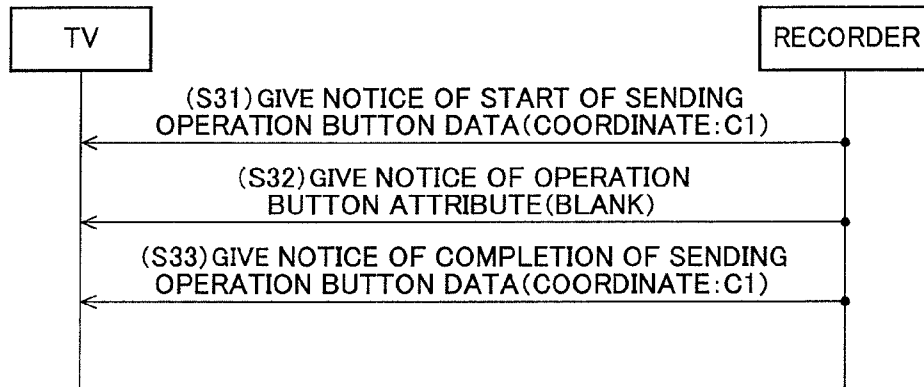 TV
RECORDER
(S31)GIVE NOTICE OF START OF SENDING
OPERATION BUTTON DATA(COORDINATE:C1)
(S32)GIVE NOTICE OF OPERATION
BUTTON ATTRIBUTE(BLANK)
(S33)GIVE NOTICE OF COMPLETION OF SENDING
OPERATION BUTTON DATA(COORDINATE:C1)